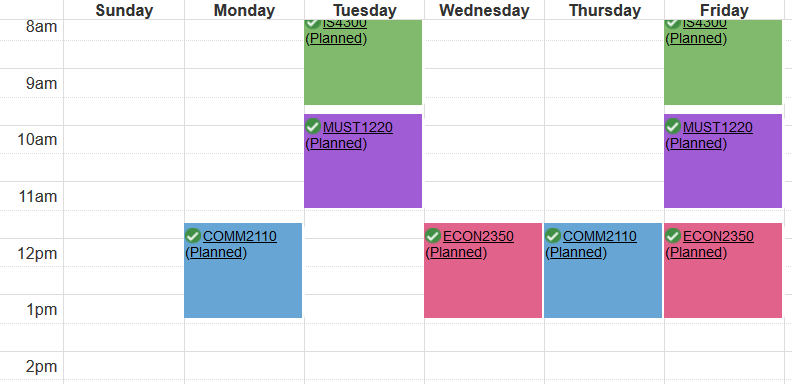 Sunday Monday Tuesday Wednesday Thursday Friday
8am
IS4300 IS4300
(Planned) (Planned)
9am
MUST1220 MUST1220
10am
(Planned) (Planned)
11am
COMM2110 ECON2350 COMM2110 ECON2350
12pm
(Planned) (Planned) (Planned) (Planned)
1pm
2pm